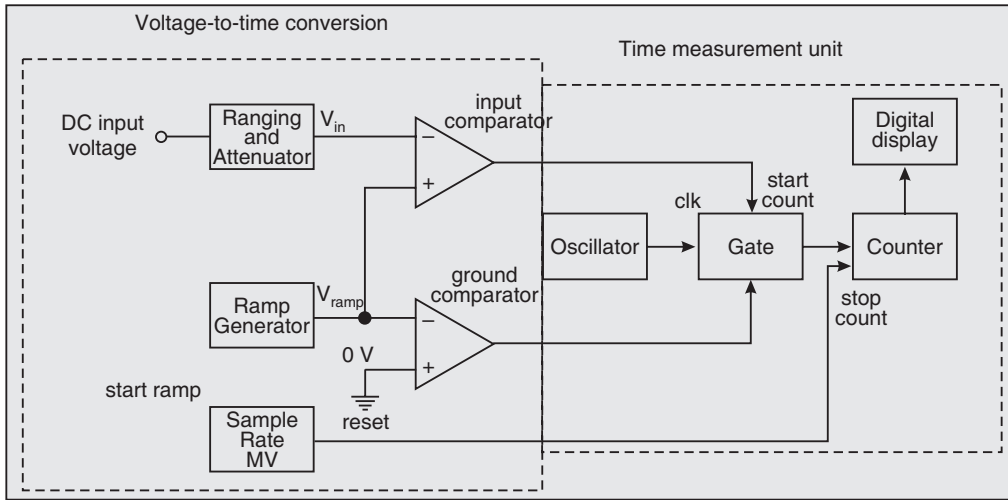 Voltage-to-time conversion
Time measurement unit
DC input
voltage
Ranging
and
Attenuator
V_in
−
+
input
comparator
start
count
clk
Digital
display
Oscillator
Gate
Counter
stop
count
Ramp
Generator
V_ramp
−
+
ground
comparator
0 V
reset
start ramp
Sample
Rate
MV